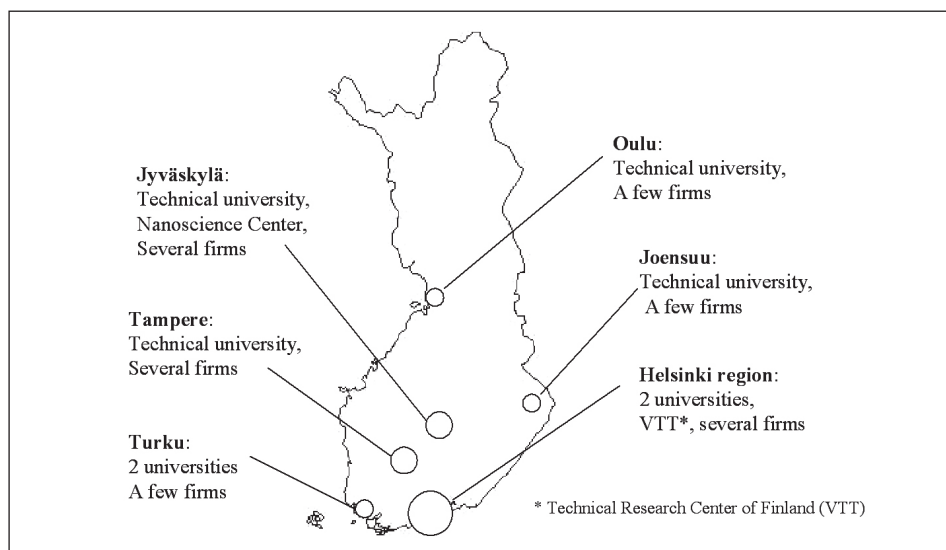 Oulu:
Technical university,
A few firms
Jyväskylä:
Technical university,
Nanoscience Center,
Several firms
Joensuu:
Technical university,
A few firms
Tampere:
Technical university,
Several firms
Helsinki region:
2 universities,
VTT*, several firms
Turku:
2 universities
A few firms
* Technical Research Center of Finland (VTT)